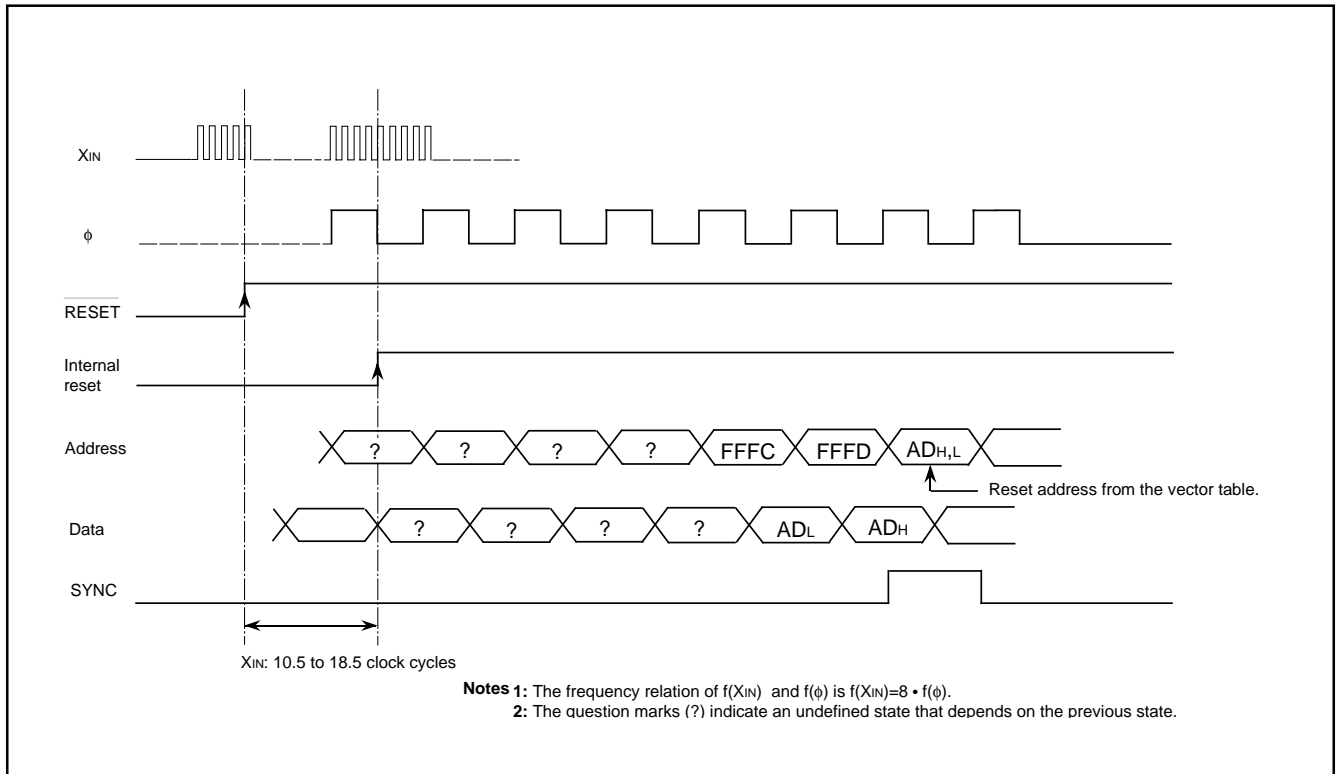 XIN
φ
RESET
Internal
reset
Address
? ? ? ? FFFC FFFD ADH,L
Reset address from the vector table.
Data
? ? ? ? ADL ADH
SYNC
XIN: 10.5 to 18.5 clock cycles
Notes 1: The frequency relation of f(XIN) and f(φ) is f(XIN)=8 • f(φ).
2: The question marks (?) indicate an undefined state that depends on the previous state.